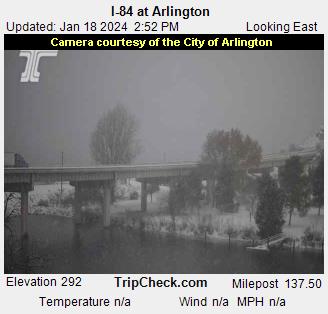 I-84 at Arlington
Updated: Jan 18 2024 2:52 PM Looking East
Camera courtesy of the City of Arlington
Elevation 292 TripCheck.com Milepost 137.50
Temperature n/a Wind n/a MPH n/a